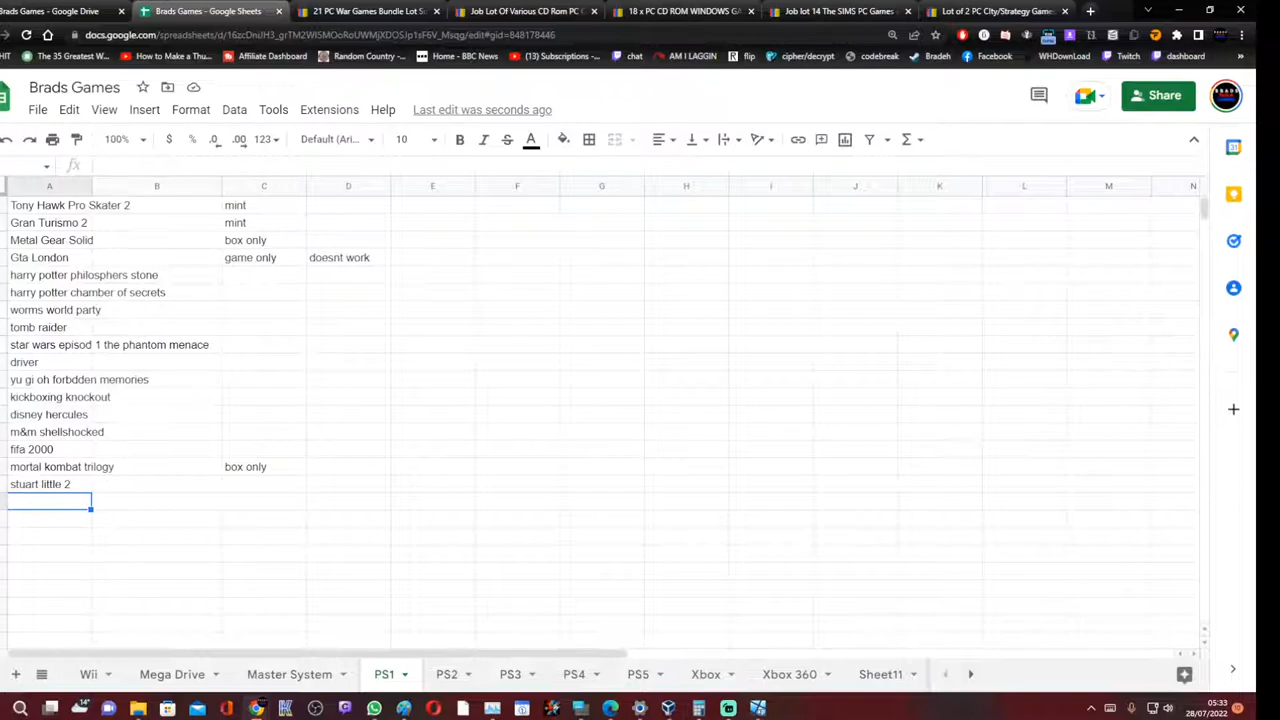 Brads Games - Google Drive
Brads Games - Google Sheets
21 PC War Games Bundle Lot
Job Lot Of Various CD Rom PC
18 x PC CD ROM WINDOWS
Job lot 14 The SIMS PC Games
Lot of 2 PC City/Strategy Game
docs.google.com/spreadsheets/d/16zcDnJH3_grTM2WISMOoRoUWMjXDOSJp1sF6V_Msqg/edit#gid=848178446
HIT
The 35 Greatest Wo...
How to Make a Thu...
Affiliate Dashboard
Random Country -...
Home - BBC News
(13) Subscriptions -...
chat
AM I LAGGIN
flip
cipher/decrypt
codebreak
Bradeh
Facebook
WHDownLoad
Twitch
dashboard
Brads Games
Share
File Edit View Insert Format Data Tools Extensions Help Last edit was seconds ago
100% $ % .0 .00 123 Default (Ari... 10 B I S A
fx
A B C D E F G H I J K L M N
Tony Hawk Pro Skater 2 mint
Gran Turismo 2 mint
Metal Gear Solid box only
Gta London game only doesnt work
harry potter philosphers stone
harry potter chamber of secrets
worms world party
tomb raider
star wars episod 1 the phantom menace
driver
yu gi oh forbdden memories
kickboxing knockout
disney hercules
m&m shellshocked
fifa 2000
mortal kombat trilogy box only
stuart little 2
Wii Mega Drive Master System PS1 PS2 PS3 PS4 PS5 Xbox Xbox 360 Sheet11
14°
05:33
28/07/2022